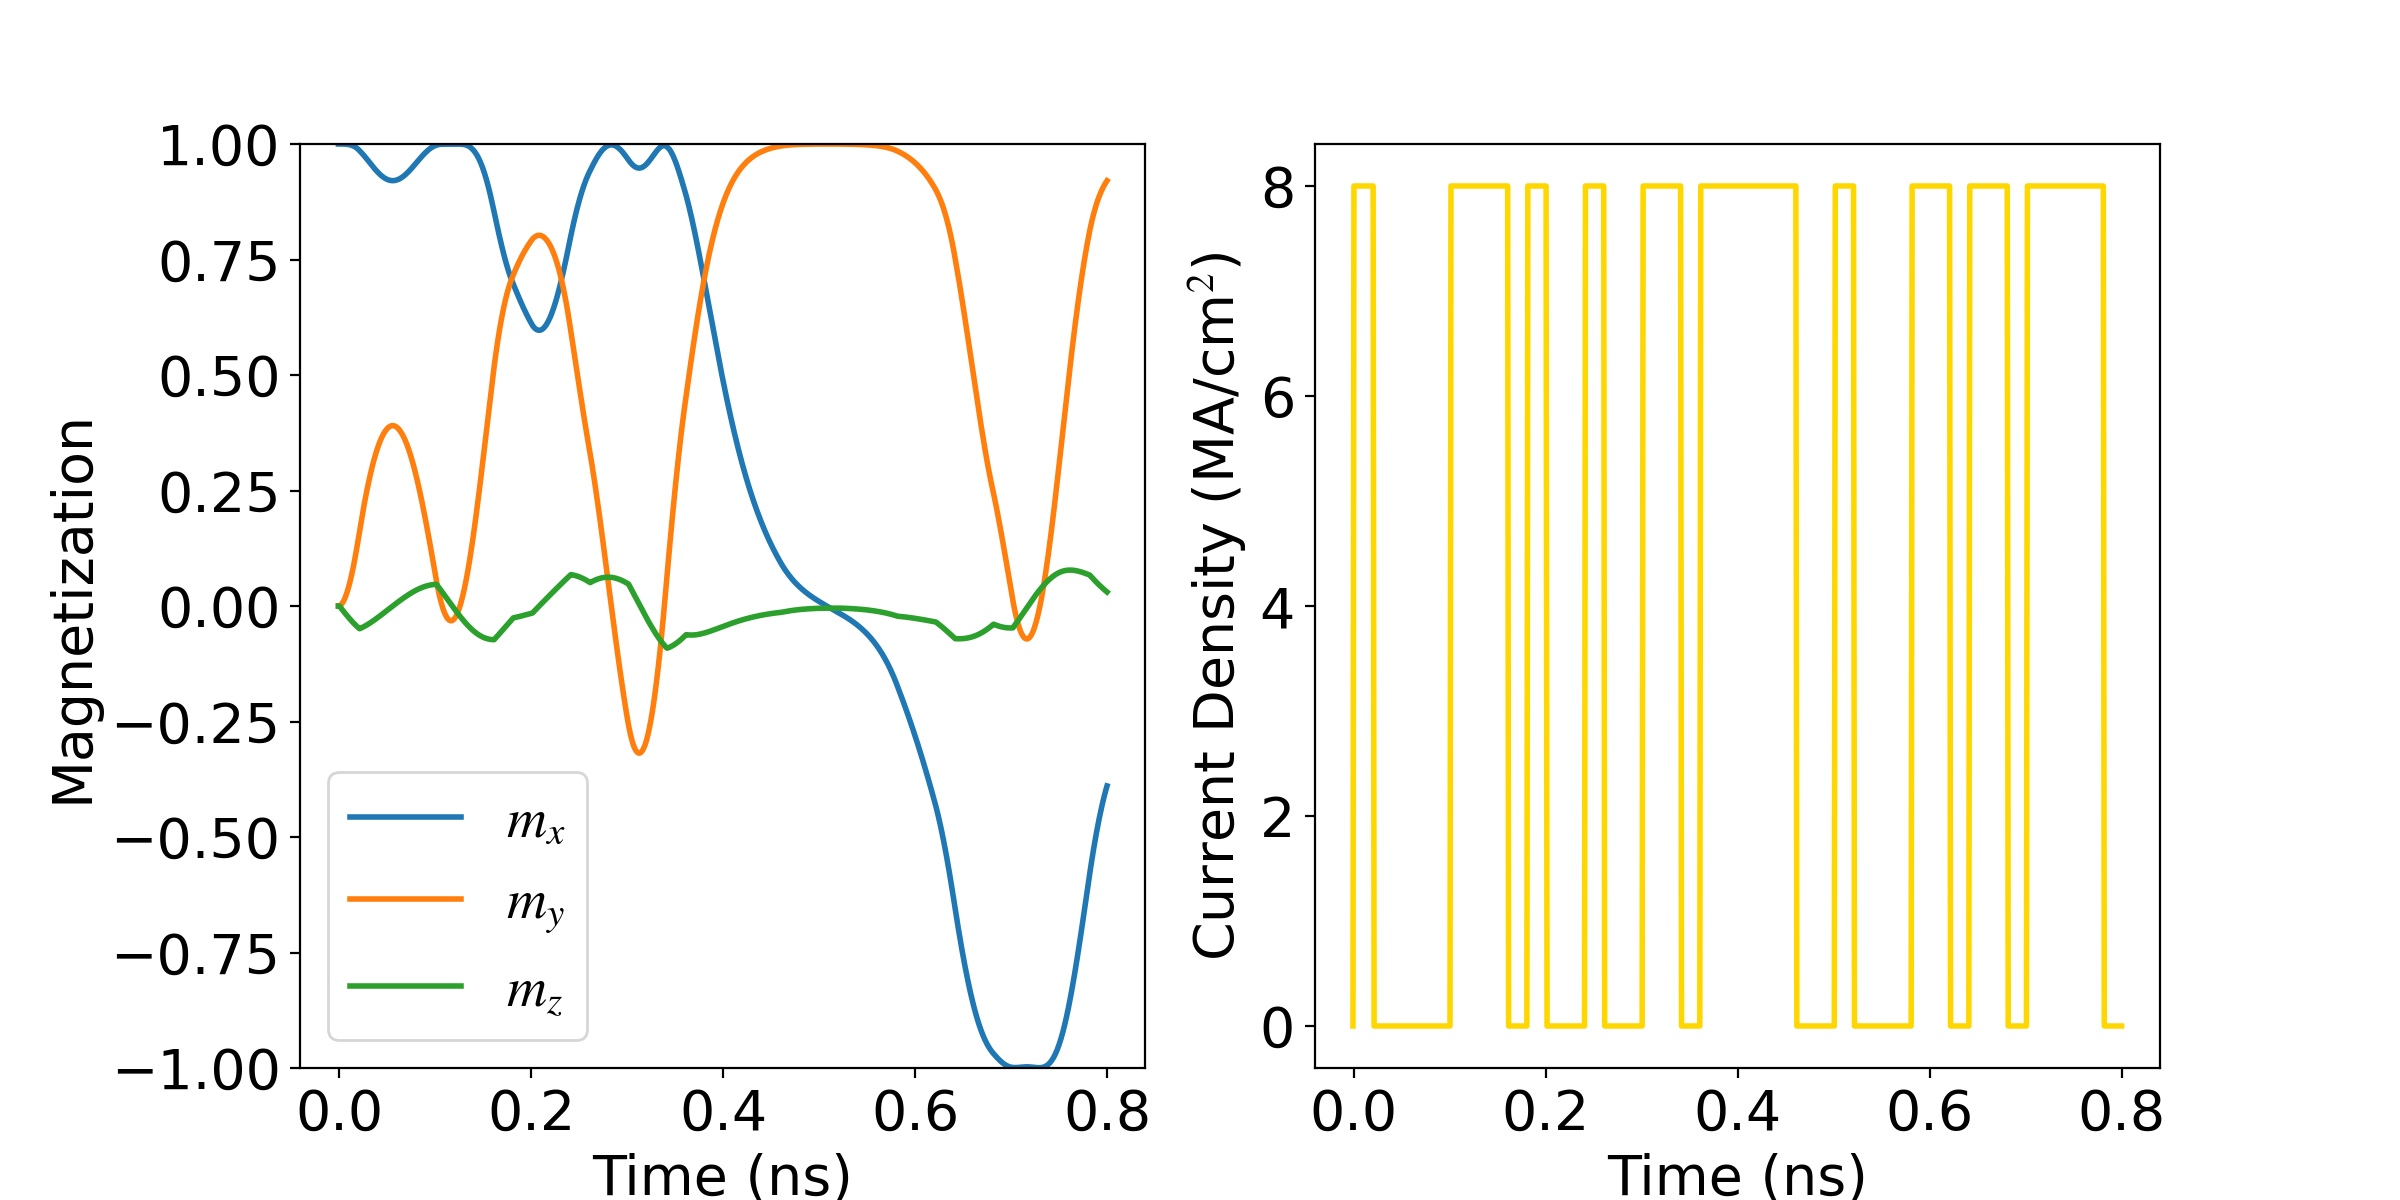 Magnetization
1.00
0.75
0.50
0.25
0.00
−0.25
−0.50
−0.75
−1.00
m_x
m_y
m_z
0.0 0.2 0.4 0.6 0.8
Time (ns)
Current Density (MA/cm²)
8
6
4
2
0
0.0 0.2 0.4 0.6 0.8
Time (ns)